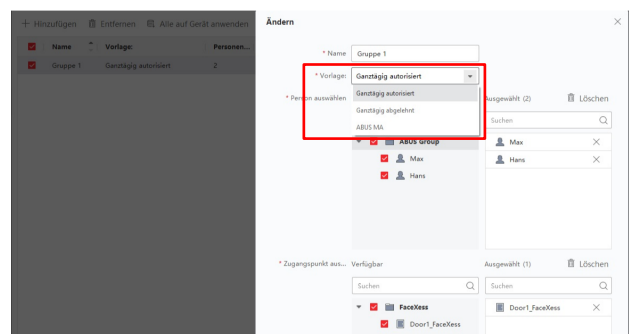 + Hinzufügen Entfernen Alle auf Gerät anwenden
Name Vorlage: Personen...
Gruppe 1 Ganztägig autorisiert 2
Ändern
* Name Gruppe 1
* Vorlage: Ganztägig autorisiert
Ganztägig autorisiert
Ganztägig abgelehnt
ABUS MA
* Person auswählen
Ausgewählt (2) Löschen
Suchen
ABUS Group
Max
Hans
Max
Hans
* Zugangspunkt aus... Verfügbar
Ausgewählt (1) Löschen
Suchen
Suchen
FaceXess
Door1_FaceXess
Door1_FaceXess